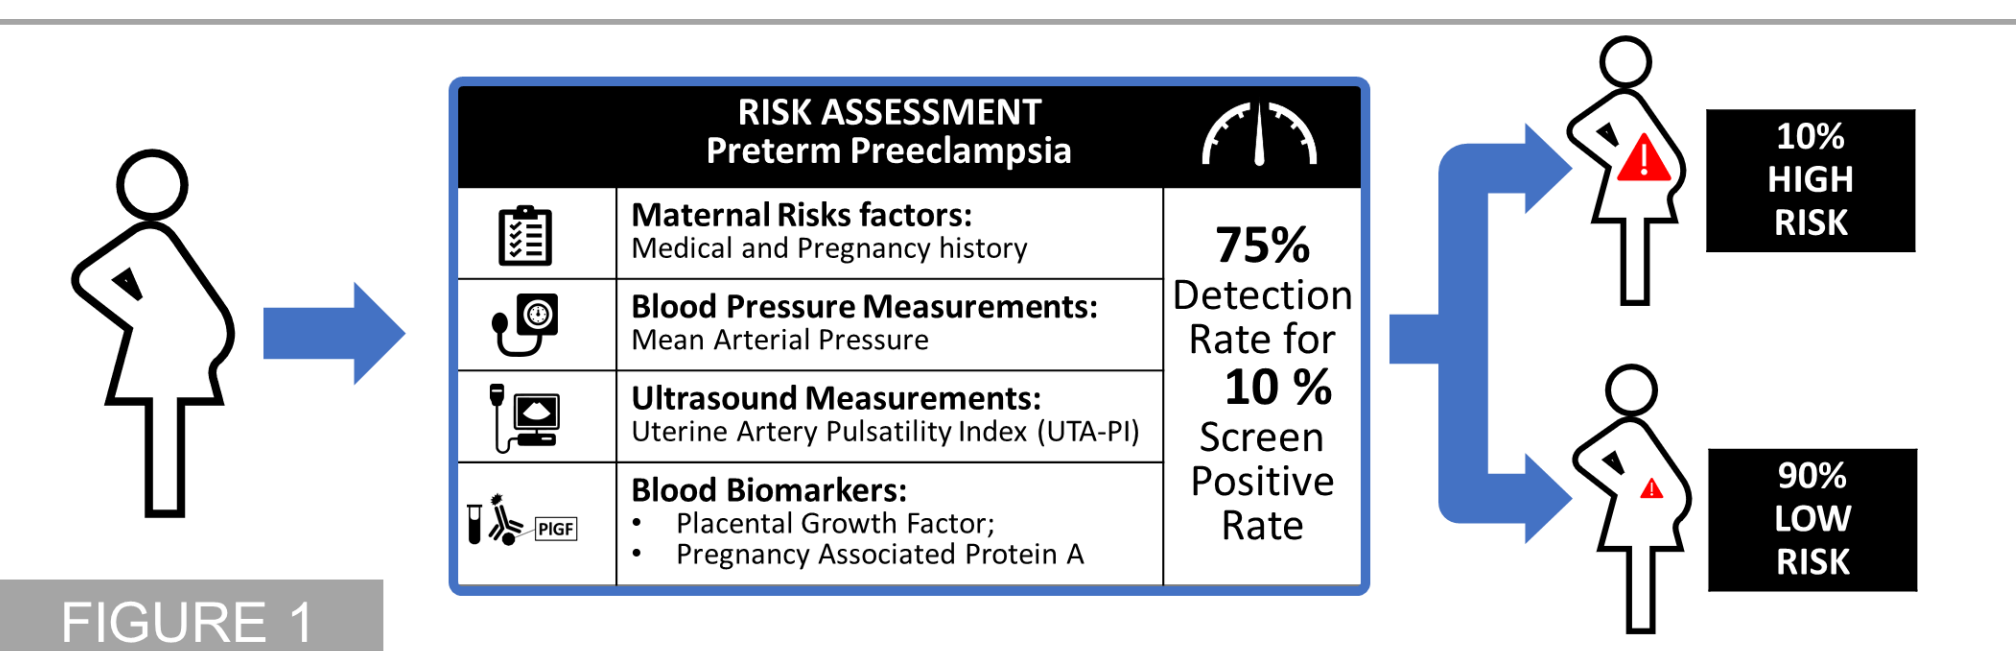 RISK ASSESSMENT
Preterm Preeclampsia
Maternal Risks factors:
Medical and Pregnancy history
Blood Pressure Measurements:
Mean Arterial Pressure
Ultrasound Measurements:
Uterine Artery Pulsatility Index (UTA-PI)
PlGF
Blood Biomarkers:
• Placental Growth Factor;
• Pregnancy Associated Protein A
75%
Detection
Rate for
10 %
Screen
Positive
Rate
10%
HIGH
RISK
90%
LOW
RISK
FIGURE 1